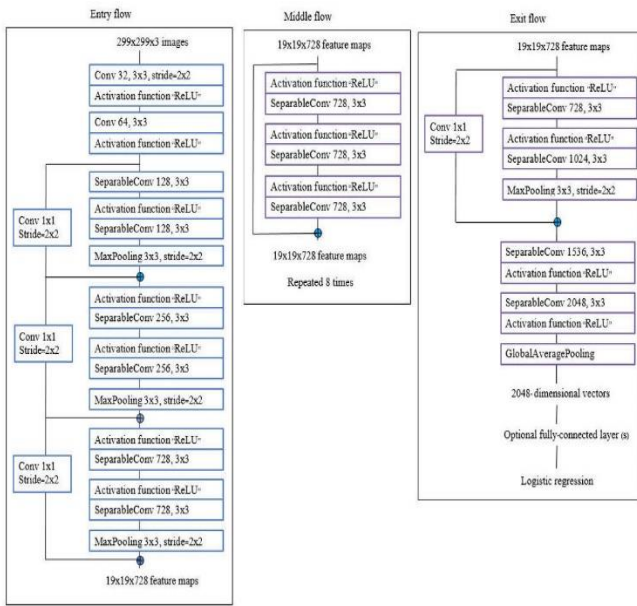 Entry flow
299x299x3 images
Conv 32, 3x3, stride=2x2
Activation function "ReLU"
Conv 64, 3x3
Activation function "ReLU"
SeparableConv 128, 3x3
Activation function "ReLU"
SeparableConv 128, 3x3
MaxPooling 3x3, stride=2x2
Conv 1x1
Stride=2x2
Activation function "ReLU"
SeparableConv 256, 3x3
Activation function "ReLU"
SeparableConv 256, 3x3
MaxPooling 3x3, stride=2x2
Conv 1x1
Stride=2x2
Activation function "ReLU"
SeparableConv 728, 3x3
Activation function "ReLU"
SeparableConv 728, 3x3
MaxPooling 3x3, stride=2x2
Conv 1x1
Stride=2x2
19x19x728 feature maps
Middle flow
19x19x728 feature maps
Activation function "ReLU"
SeparableConv 728, 3x3
Activation function "ReLU"
SeparableConv 728, 3x3
Activation function "ReLU"
SeparableConv 728, 3x3
19x19x728 feature maps
Repeated 8 times
Exit flow
19x19x728 feature maps
Activation function "ReLU"
SeparableConv 728, 3x3
Activation function "ReLU"
SeparableConv 1024, 3x3
MaxPooling 3x3, stride=2x2
Conv 1x1
Stride=2x2
SeparableConv 1536, 3x3
Activation function "ReLU"
SeparableConv 2048, 3x3
Activation function "ReLU"
GlobalAveragePooling
2048-dimensional vectors
Optional fully-connected layer (s)
Logistic regression